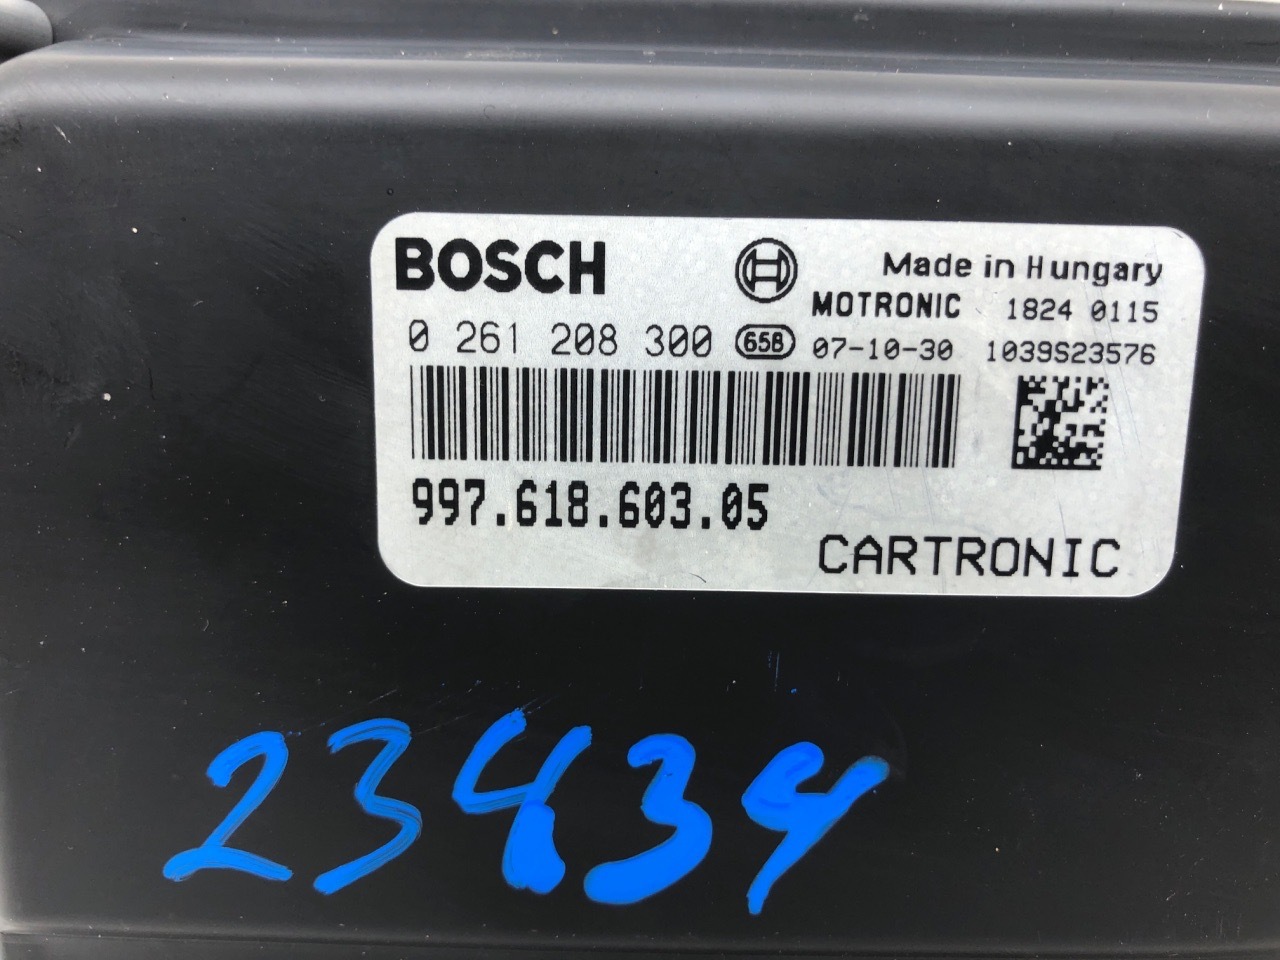 BOSCH
Made in Hungary
MOTRONIC 1824 0115
0 261 208 300 65B 07-10-30 1039S23576
997.618.603.05
CARTRONIC
23434